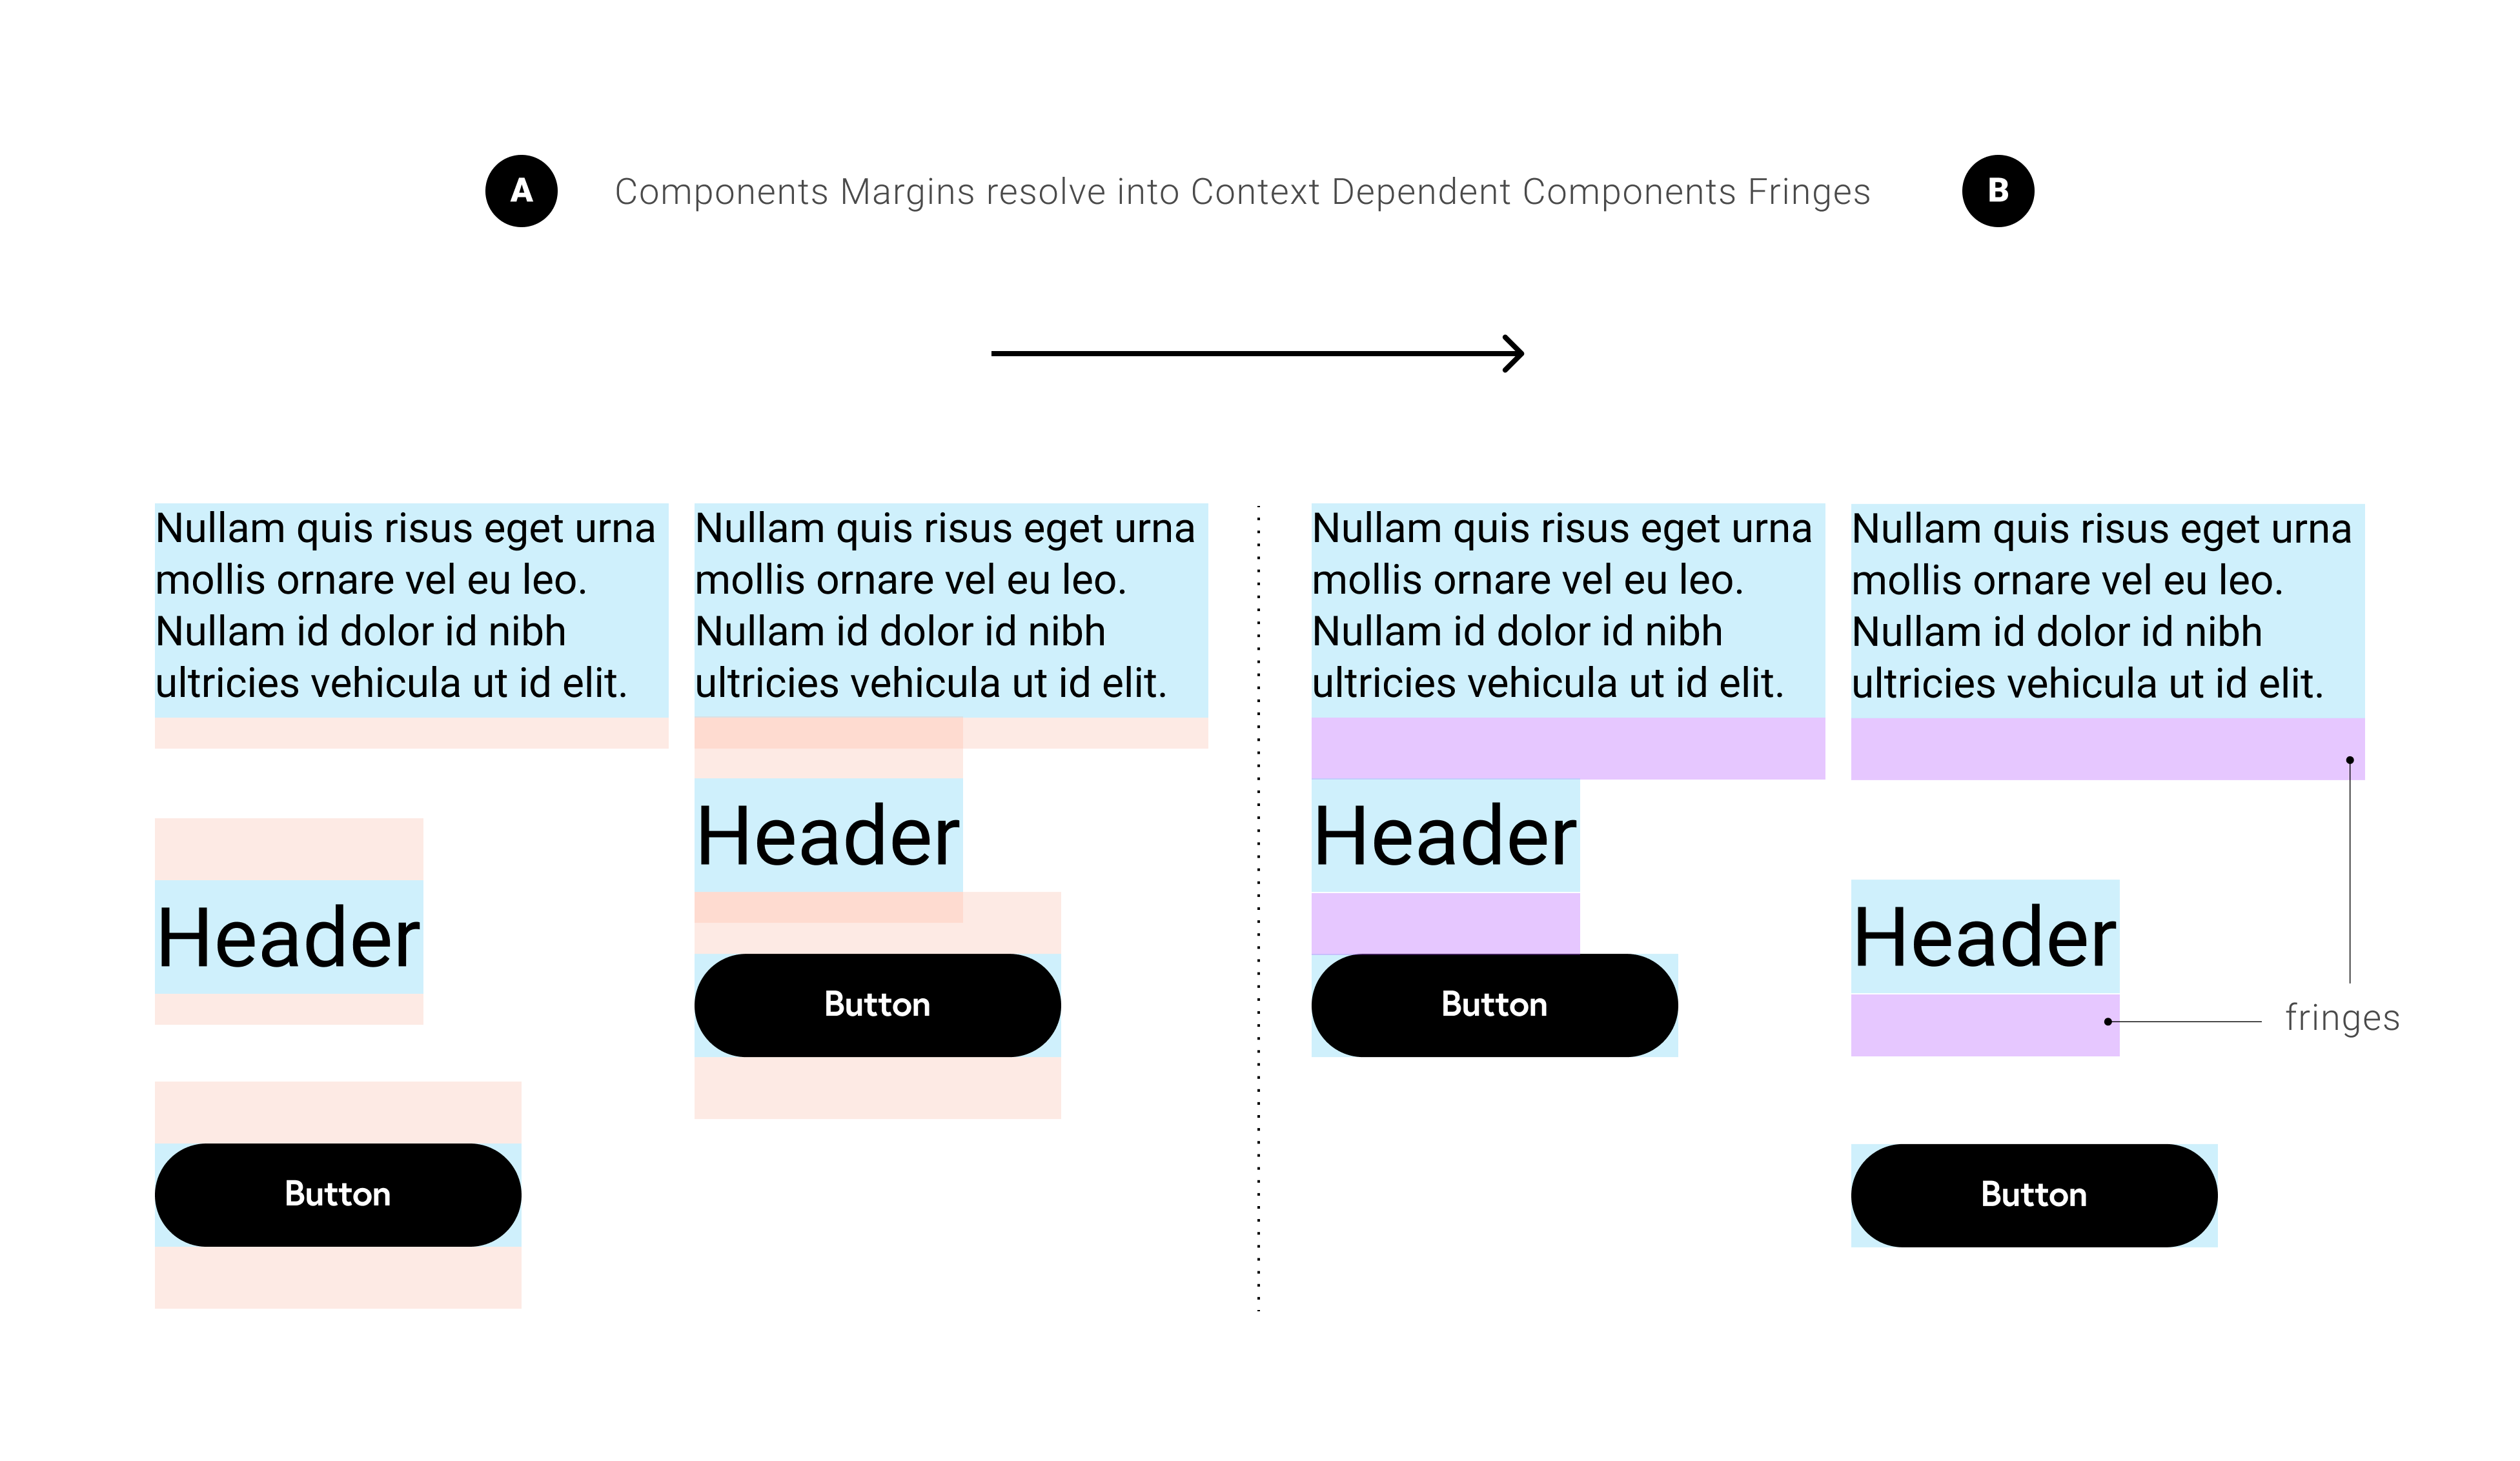 A
Components Margins resolve into Context Dependent Components Fringes
B
Nullam quis risus eget urna
mollis ornare vel eu leo.
Nullam id dolor id nibh
ultricies vehicula ut id elit.
Header
Button
Nullam quis risus eget urna
mollis ornare vel eu leo.
Nullam id dolor id nibh
ultricies vehicula ut id elit.
Header
Button
Nullam quis risus eget urna
mollis ornare vel eu leo.
Nullam id dolor id nibh
ultricies vehicula ut id elit.
Header
Button
Nullam quis risus eget urna
mollis ornare vel eu leo.
Nullam id dolor id nibh
ultricies vehicula ut id elit.
Header
fringes
Button